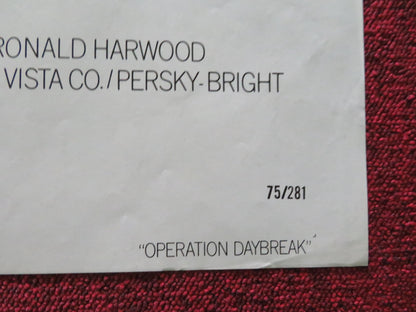 RONALD HARWOOD
VISTA CO./PERSKY-BRIGHT
75/281
"OPERATION DAYBREAK"